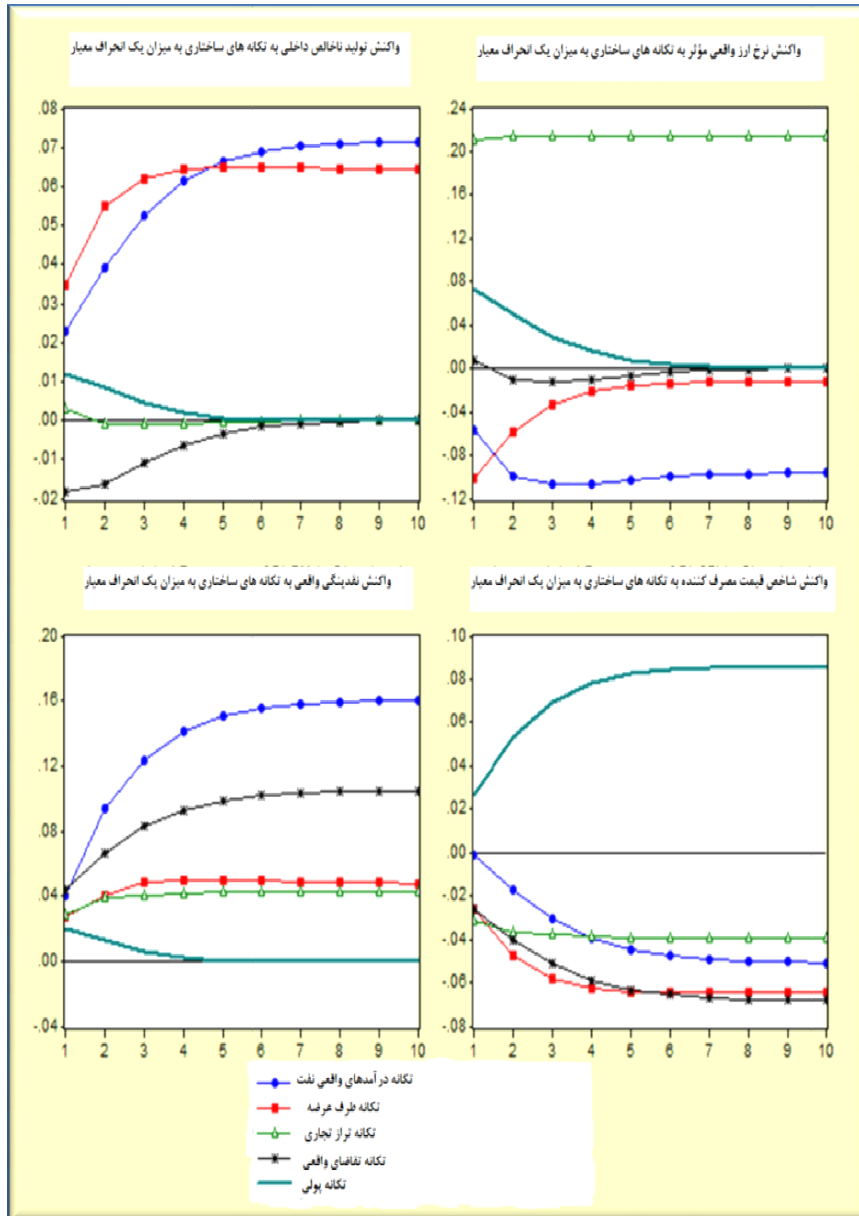 واکنش تولید ناخالص داخلی به تکانه های ساختاری به میزان یک انحراف معیار
.08
.07
.06
.05
.04
.03
.02
.01
.00
-.01
-.02
1 2 3 4 5 6 7 8 9 10
واکنش نرخ ارز واقعی مؤثر به تکانه های ساختاری به میزان یک انحراف معیار
.24
.20
.16
.12
.08
.04
.00
-.04
-.08
-.12
1 2 3 4 5 6 7 8 9 10
واکنش نقدینگی واقعی به تکانه های ساختاری به میزان یک انحراف معیار
.20
.16
.12
.08
.04
.00
-.04
1 2 3 4 5 6 7 8 9 10
واکنش شاخص قیمت مصرف کننده به تکانه های ساختاری به میزان یک انحراف معیار
.10
.08
.06
.04
.02
.00
-.02
-.04
-.06
-.08
1 2 3 4 5 6 7 8 9 10
تکانه درآمدهای واقعی نفت
تکانه طرف عرضه
تکانه تراز تجاری
تکانه تقاضای واقعی
تکانه پولی